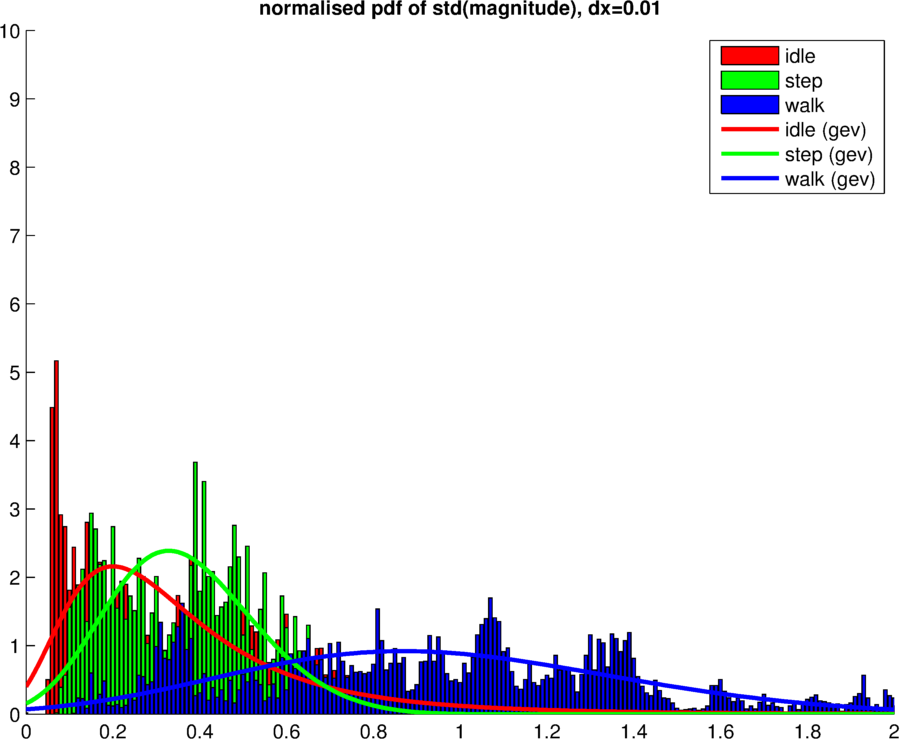 normalised pdf of std(magnitude), dx=0.01
10
9
8
7
6
5
4
3
2
1
0
idle
step
walk
idle (gev)
step (gev)
walk (gev)
0 0.2 0.4 0.6 0.8 1 1.2 1.4 1.6 1.8 2